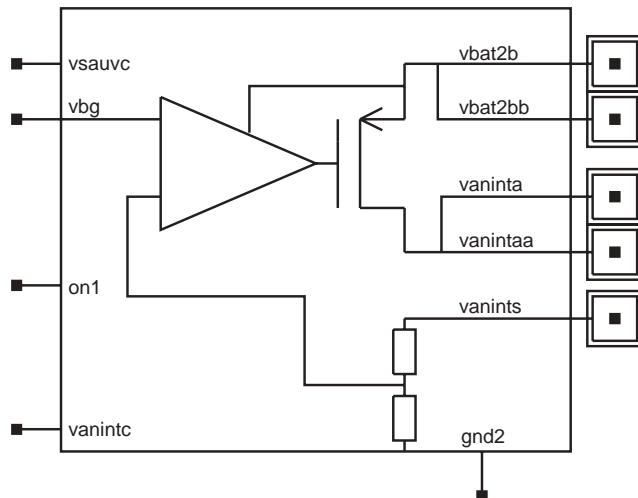 vsauvc
vbat2b
vbg
vbat2bb
vaninta
vanintaa
on1
vanints
vanintc
gnd2